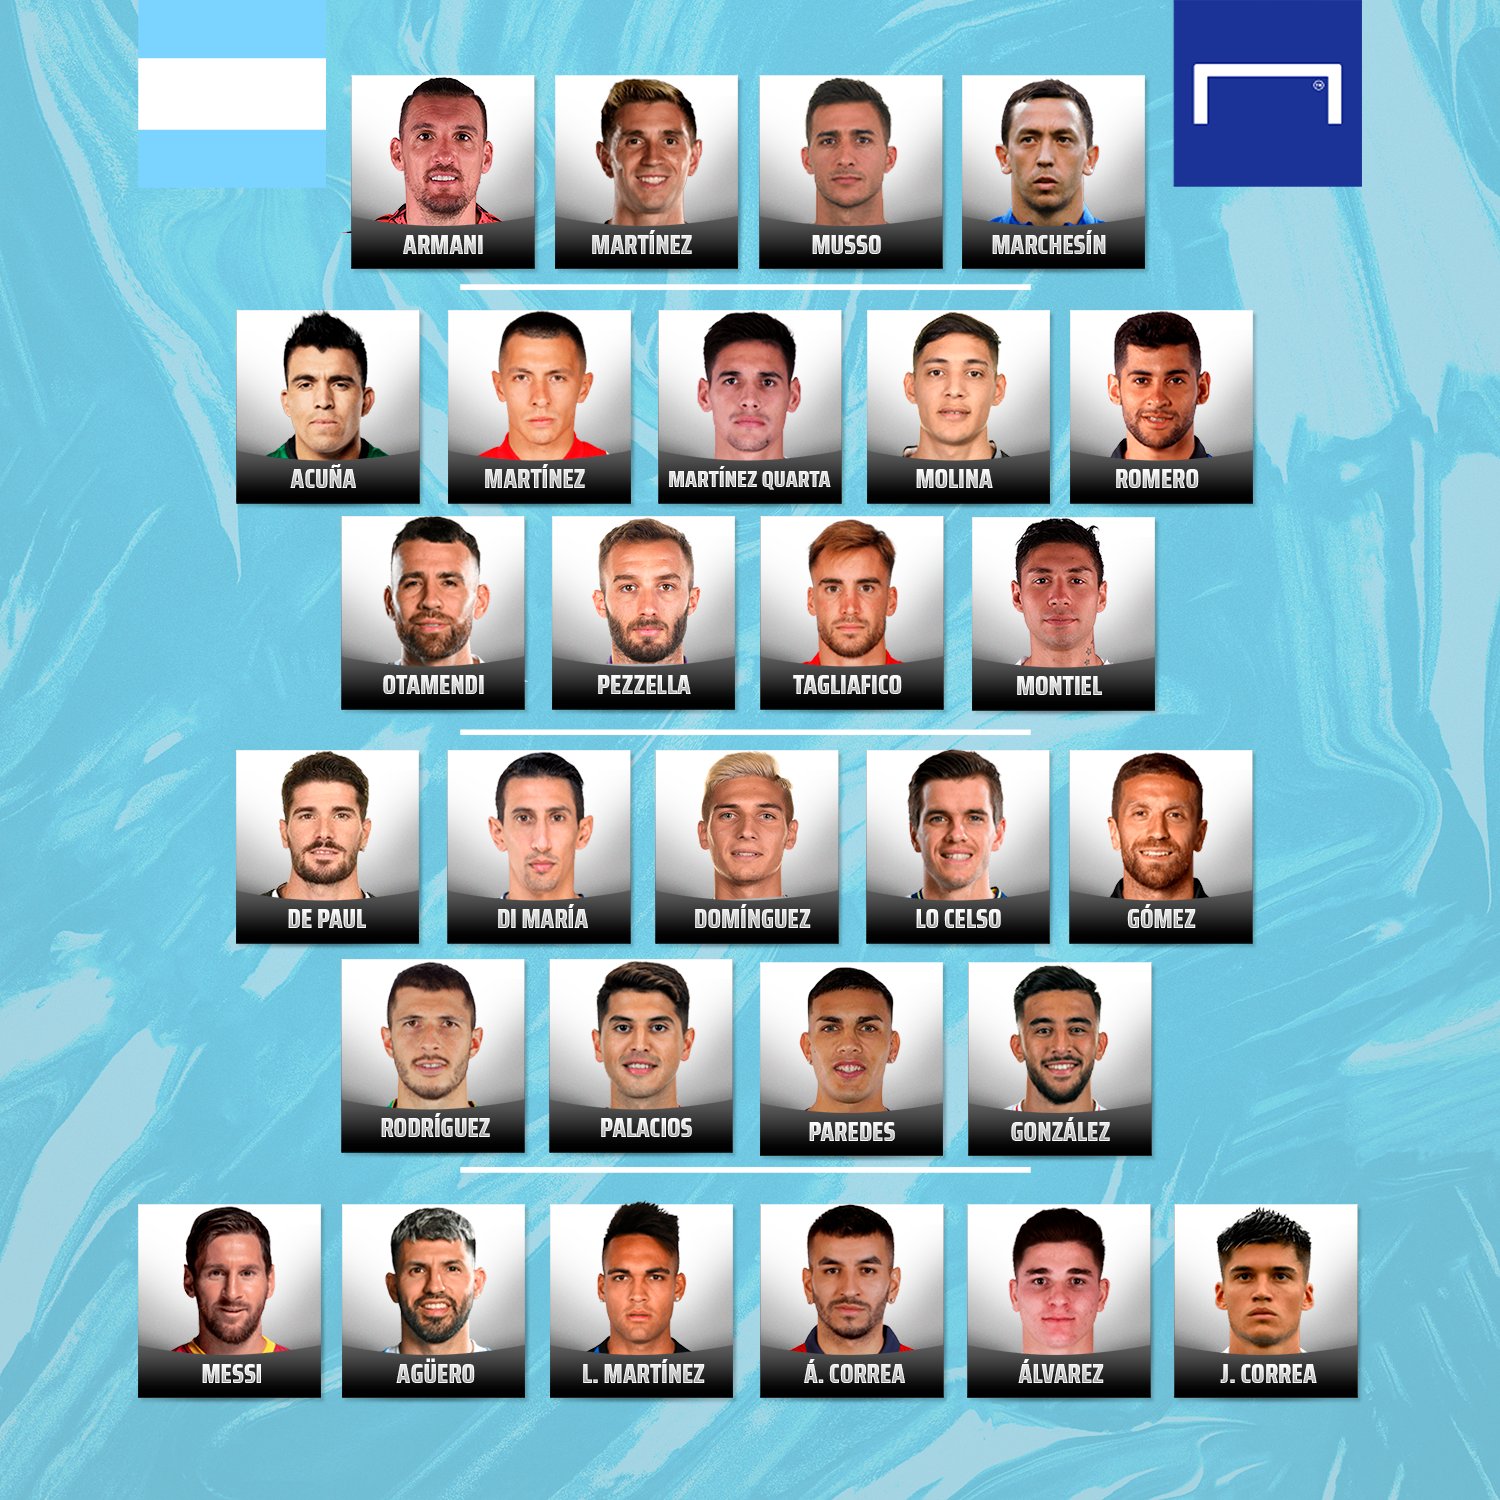 ARMANI
MARTÍNEZ
MUSSO
MARCHESÍN
ACUÑA
MARTÍNEZ
MARTÍNEZ QUARTA
MOLINA
ROMERO
OTAMENDI
PEZZELLA
TAGLIAFICO
MONTIEL
DE PAUL
DI MARÍA
DOMÍNGUEZ
LO CELSO
GÓMEZ
RODRÍGUEZ
PALACIOS
PAREDES
GONZÁLEZ
MESSI
AGÜERO
L. MARTÍNEZ
Á. CORREA
ÁLVAREZ
J. CORREA